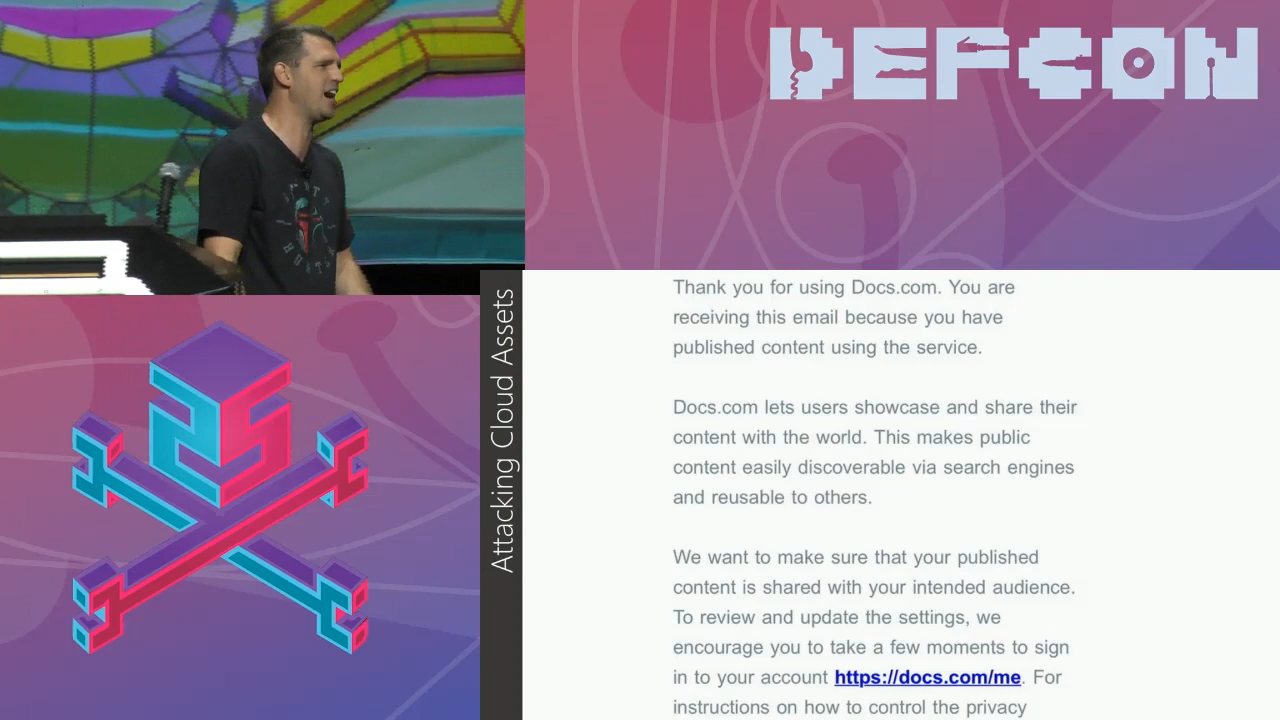 DEFCON
Attacking Cloud Assets
Thank you for using Docs.com. You are
receiving this email because you have
published content using the service.
Docs.com lets users showcase and share their
content with the world. This makes public
content easily discoverable via search engines
and reusable to others.
We want to make sure that your published
content is shared with your intended audience.
To review and update the settings, we
encourage you to take a few moments to sign
in to your account https://docs.com/me. For
instructions on how to control the privacy